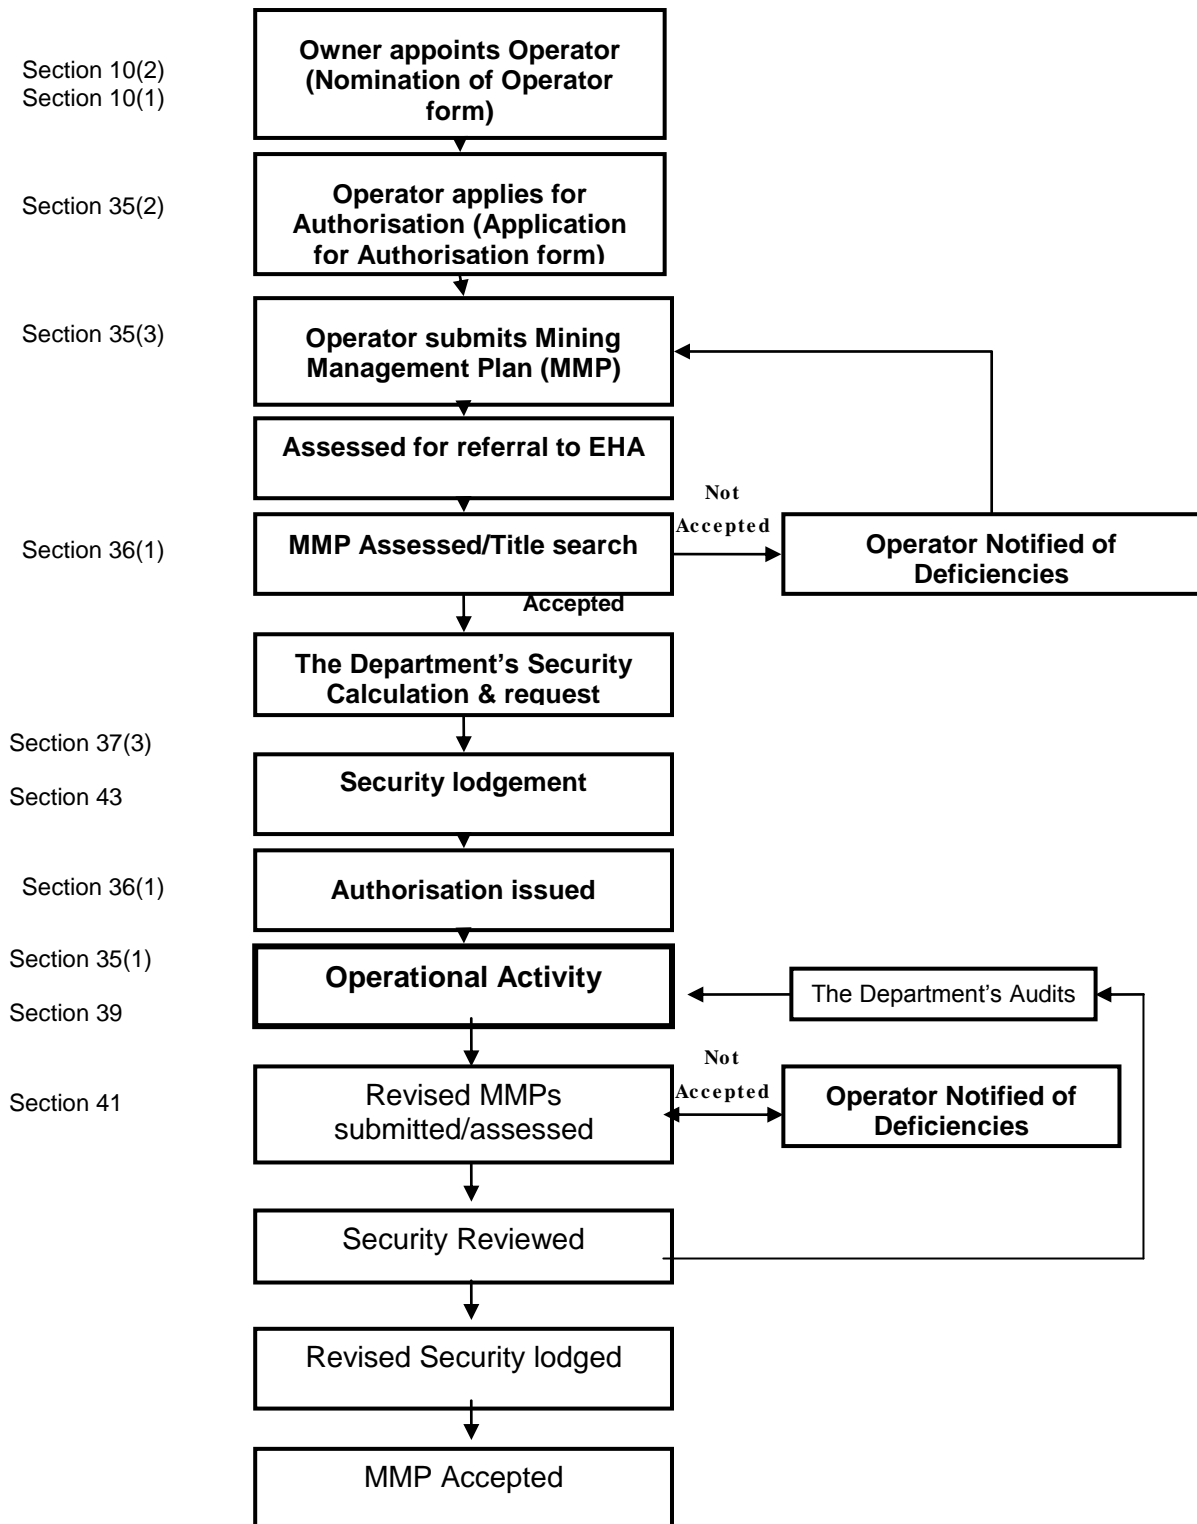 Section 10(2)
Section 10(1)
Owner appoints Operator
(Nomination of Operator
form)
Section 35(2)
Operator applies for
Authorisation (Application
for Authorisation form)
Section 35(3)
Operator submits Mining
Management Plan (MMP)
Assessed for referral to EHA
Not
Accepted
Section 36(1)
MMP Assessed/Title search
Operator Notified of
Deficiencies
Accepted
The Department’s Security
Calculation & request
Section 37(3)
Section 43
Security lodgement
Section 36(1)
Authorisation issued
Section 35(1)
Section 39
Operational Activity
The Department’s Audits
Not
Accepted
Section 41
Revised MMPs
submitted/assessed
Operator Notified of
Deficiencies
Security Reviewed
Revised Security lodged
MMP Accepted